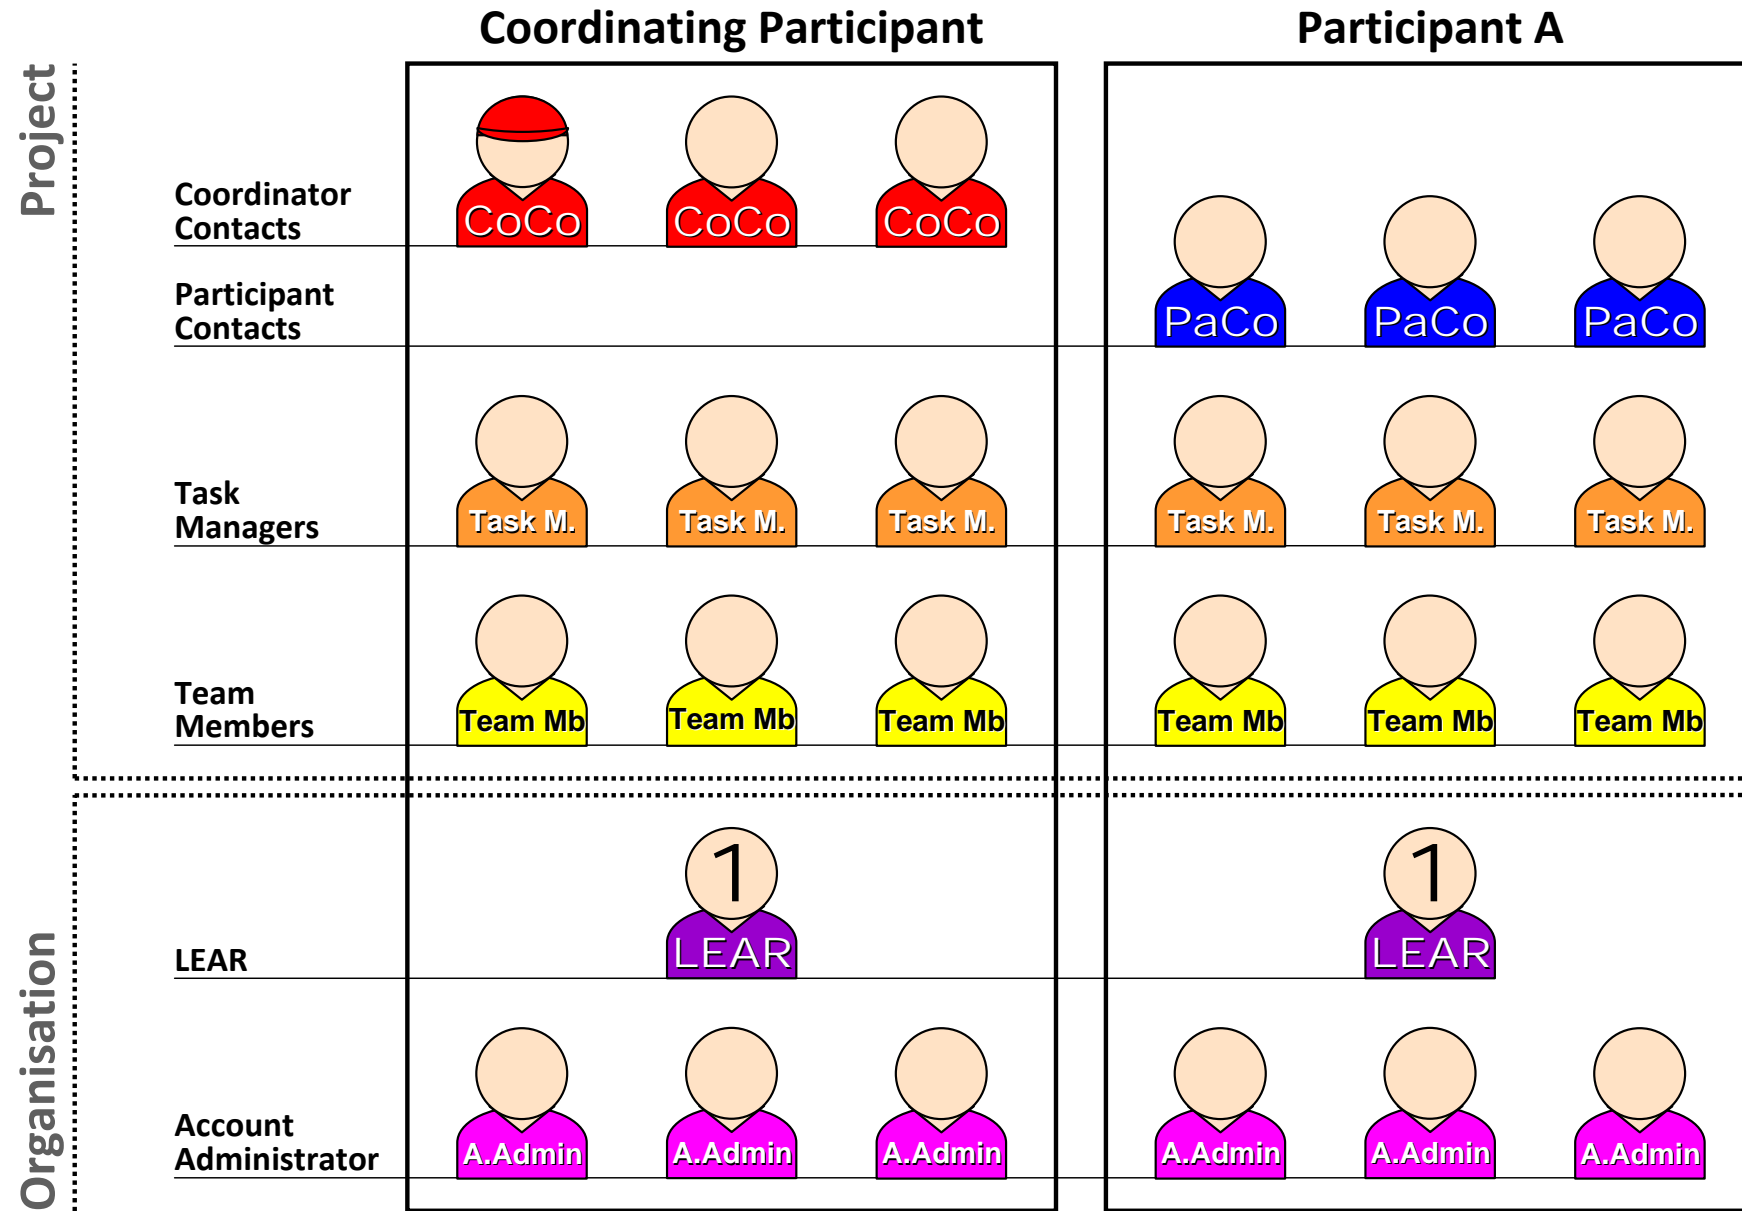 Coordinating Participant
Participant A
Project
Coordinator
Contacts
CoCo
CoCo
CoCo
Participant
Contacts
PaCo
PaCo
PaCo
Task
Managers
Task M.
Task M.
Task M.
Task M.
Task M.
Task M.
Team
Members
Team Mb
Team Mb
Team Mb
Team Mb
Team Mb
Team Mb
Organisation
1
1
LEAR
LEAR
LEAR
Account
Administrator
A.Admin
A.Admin
A.Admin
A.Admin
A.Admin
A.Admin